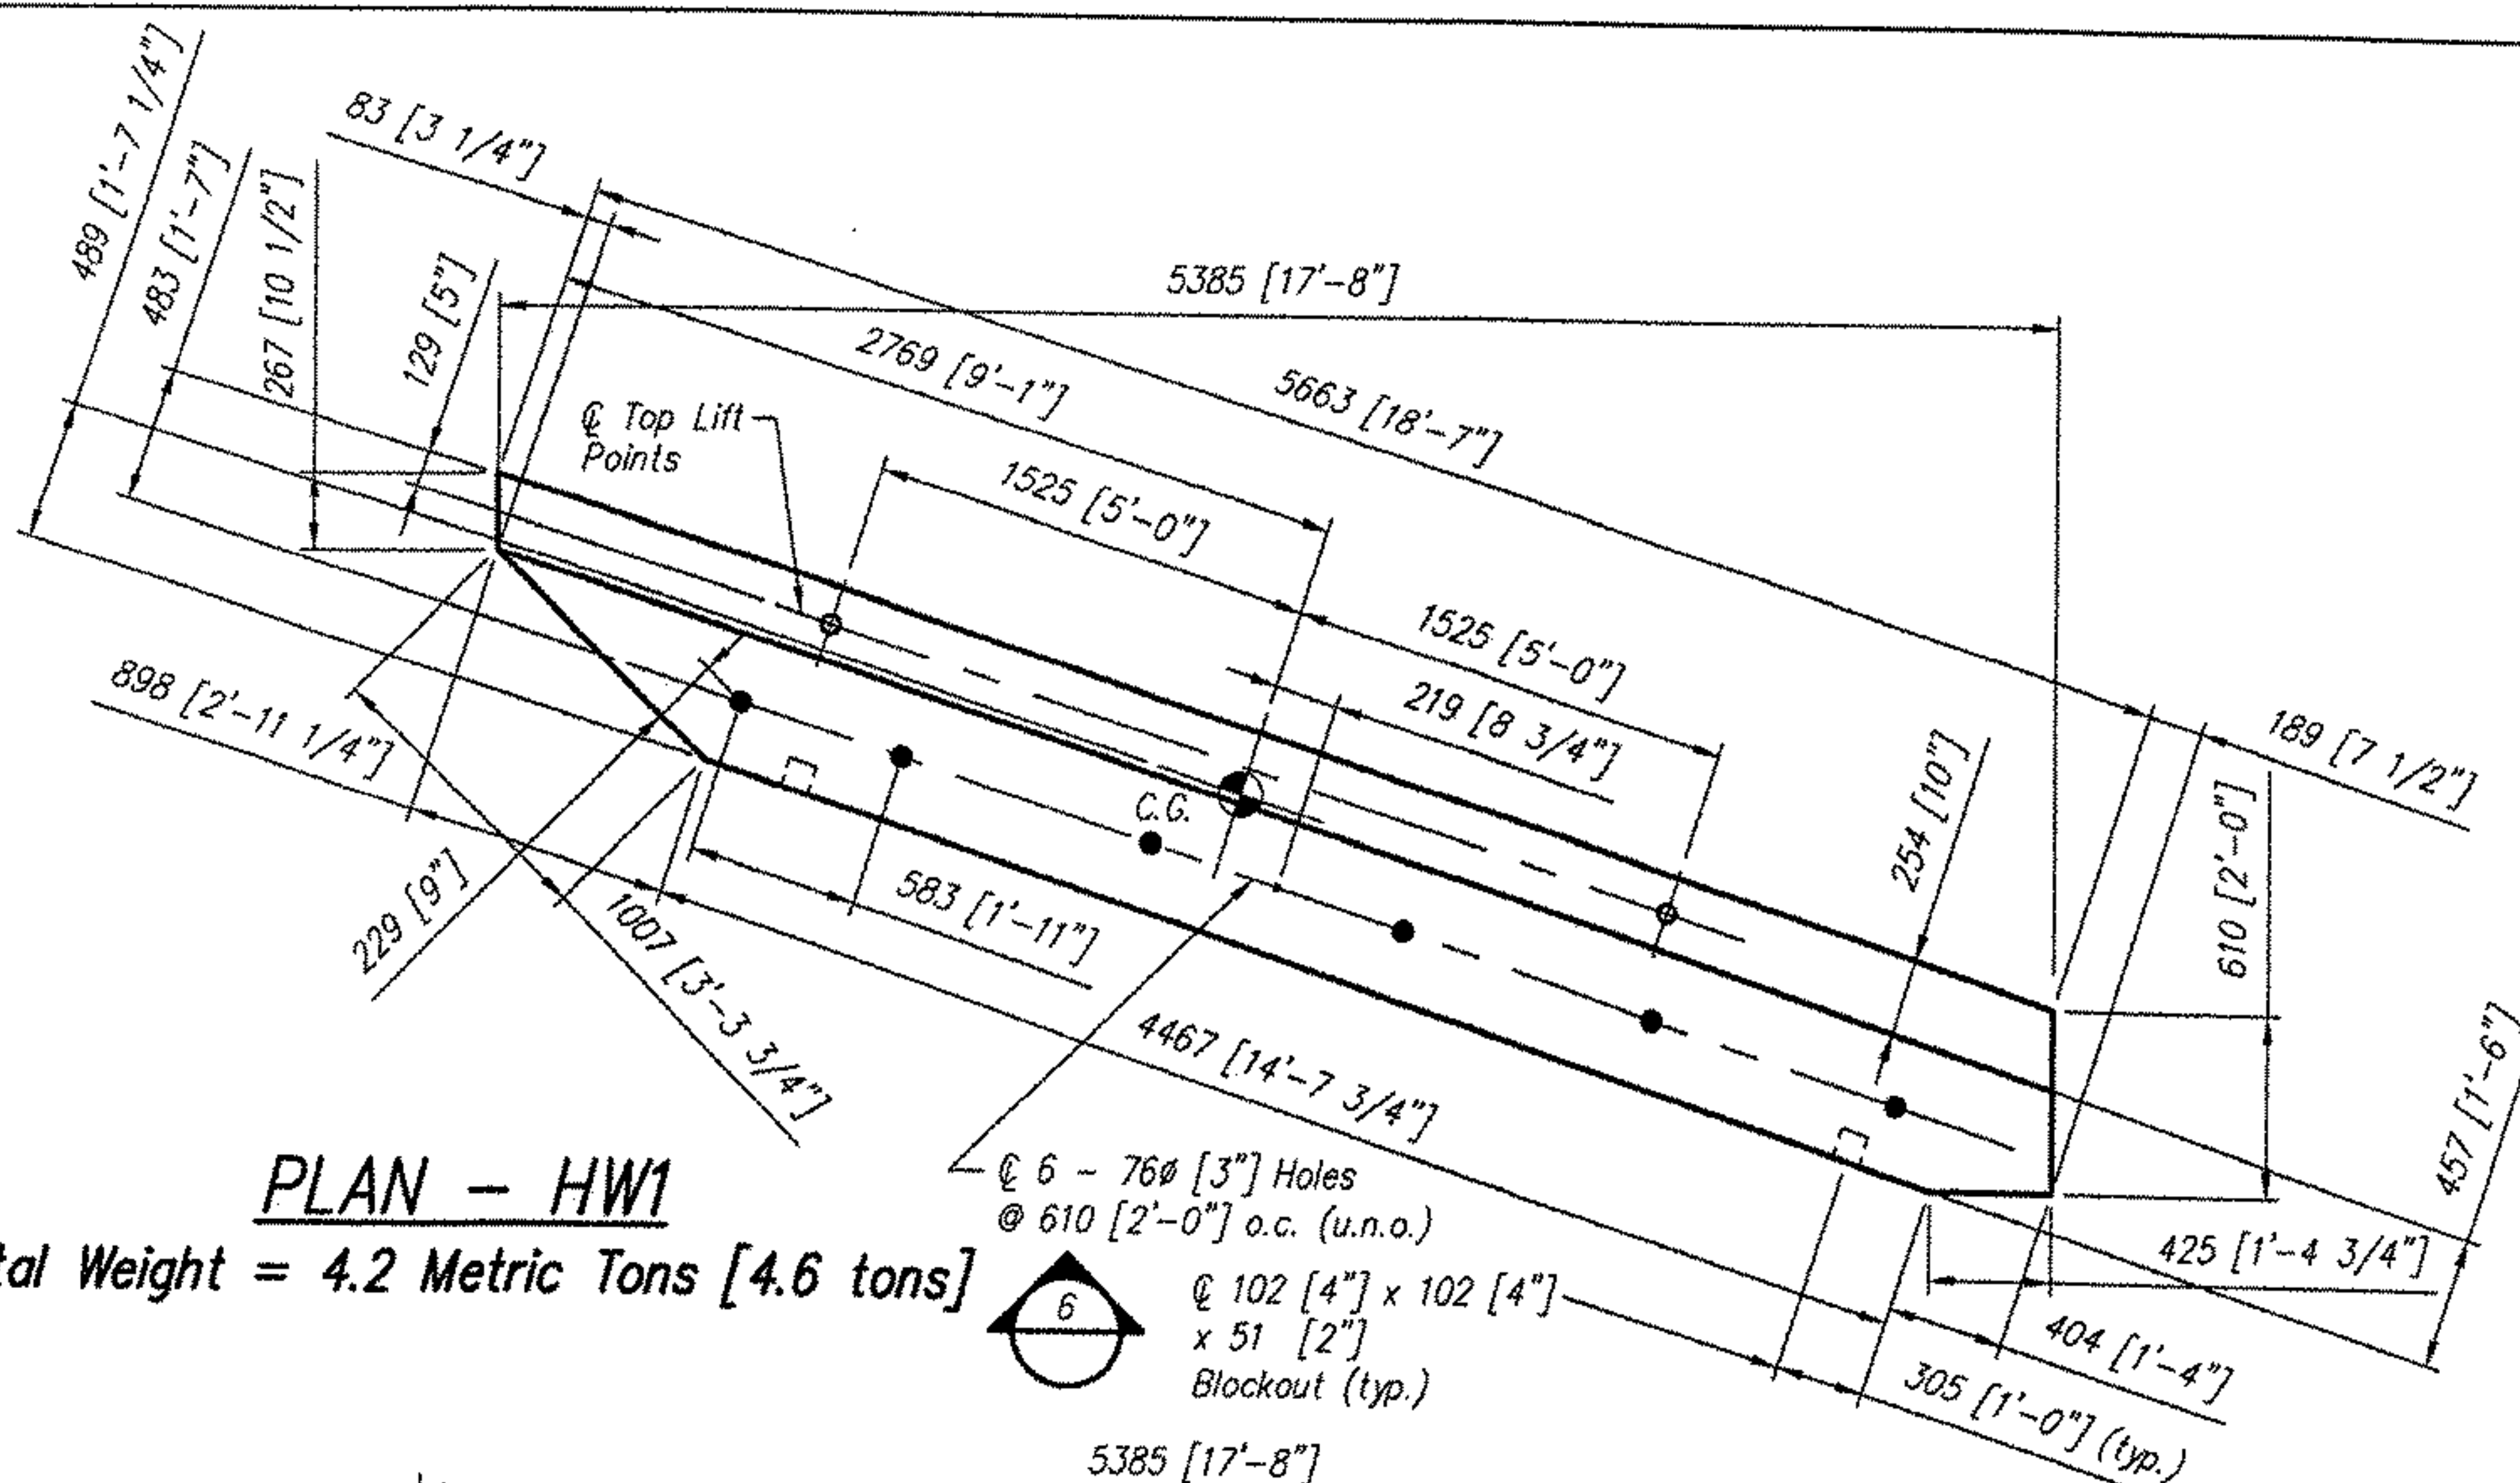 489 [1'-7 1/4"]
483 [1'-7"]
267 [10 1/2"]
129 [5"]
83 [3 1/4"]
5385 [17'-8"]
2769 [9'-1"]
5663 [18'-7"]
℄ Top Lift
Points
1525 [5'-0"]
1525 [5'-0"]
219 [8 3/4"]
189 [7 1/2"]
254 [10"]
610 [2'-0"]
457 [1'-6"]
898 [2'-11 1/4"]
C.G.
229 [9"]
583 [1'-11"]
1007 [3'-3 3/4"]
4467 [14'-7 3/4"]
℄ 6 - 76ø [3"] Holes
@ 610 [2'-0"] o.c. (u.n.o.)
425 [1'-4 3/4"]
404 [1'-4"]
305 [1'-0"] (typ.)
PLAN - HW1
Weight = 4.2 Metric Tons [4.6 tons]
6
℄ 102 [4"] x 102 [4"]
x 51 [2"]
Blockout (typ.)
5385 [17'-8"]